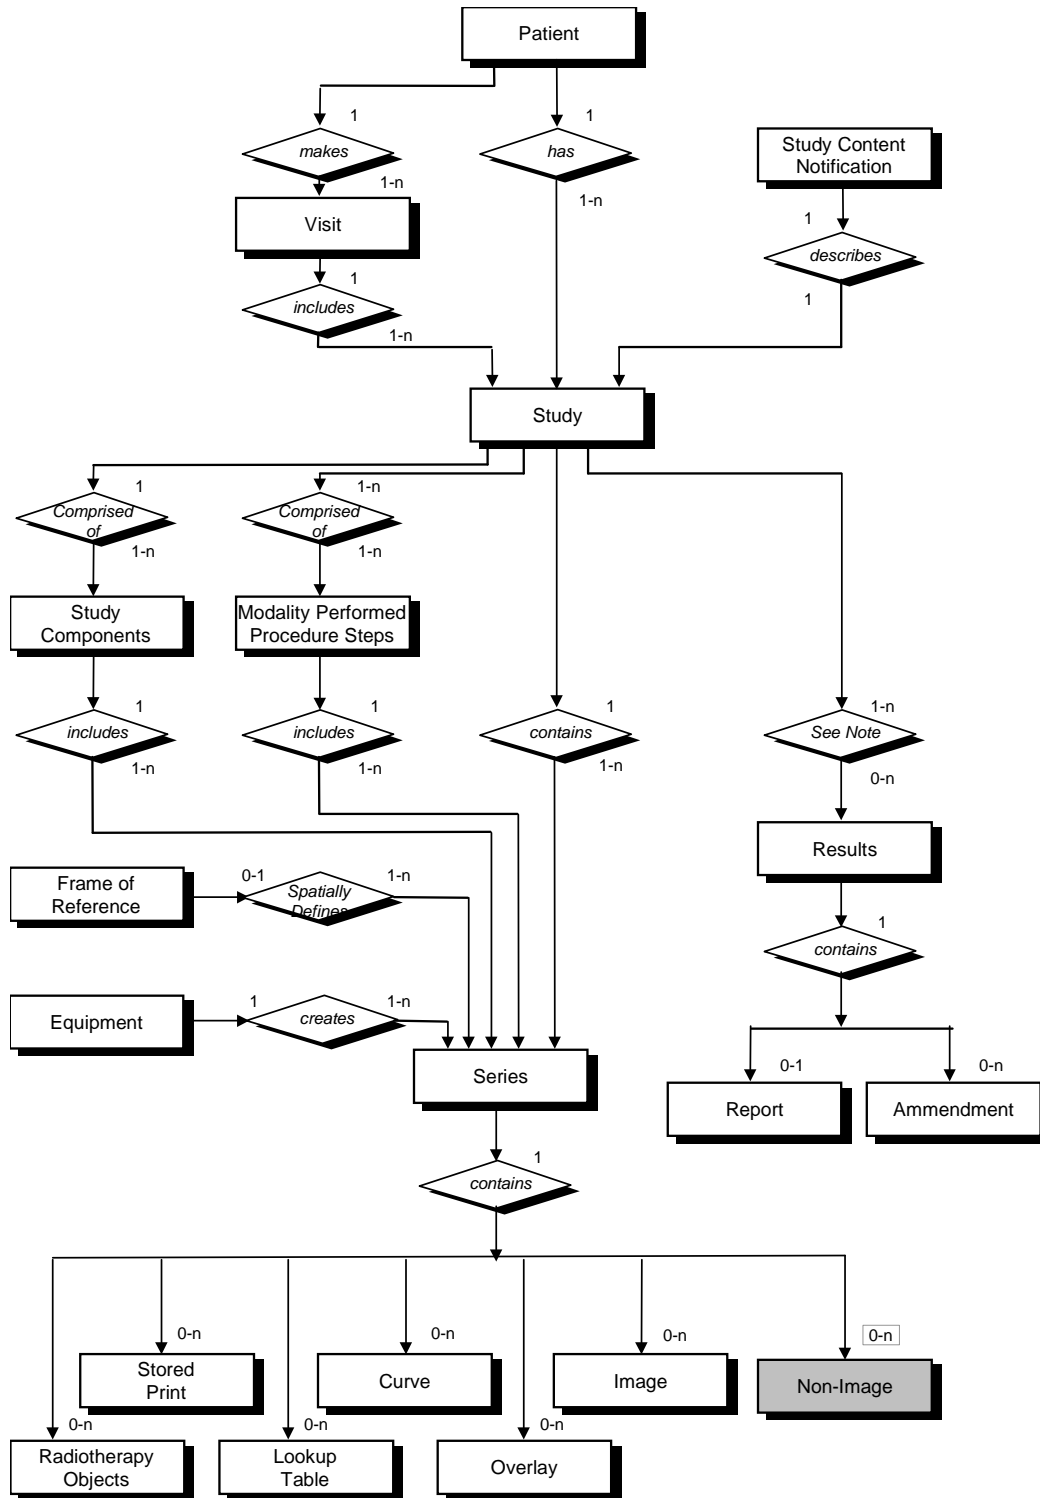 Patient
1
1
makes
has
Study Content
Notification
1-n
1-n
Visit
1
describes
1
1
includes
1-n
Study
1
1-n
Comprised
of
Comprised
of
1-n
1-n
Study
Components
Modality Performed
Procedure Steps
1
1
1
1-n
includes
includes
contains
See Note
1-n
1-n
1-n
0-n
Results
Frame of
Reference
0-1
Spatially
Defines
1-n
1
contains
Equipment
1
creates
1-n
Series
0-1
0-n
Report
Ammendment
1
contains
0-n
0-n
0-n
0-n
Stored
Print
Curve
Image
Non-Image
0-n
0-n
0-n
Radiotherapy
Objects
Lookup
Table
Overlay